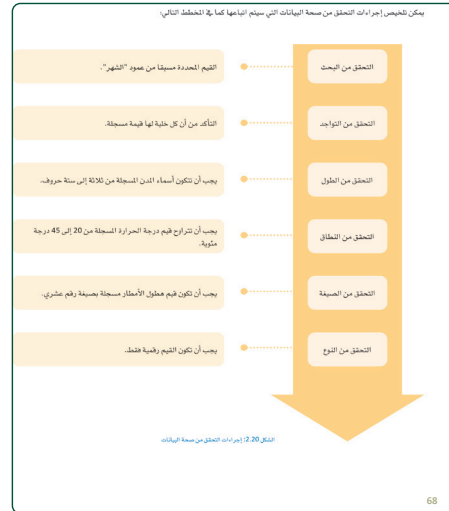 يمكن تلخيص إجراءات التحقق من صحة البيانات التي سيتم اتباعها كما في المخطط التالي:
التحقق من البحث
القيم المحددة مسبقا من عمود "الشهر".
التحقق من التواجد
التأكد من أن كل خلية لها قيمة مسجلة.
التحقق من الطول
يجب أن تتكون أسماء المدن المسجلة من ثلاثة إلى ستة حروف.
التحقق من النطاق
يجب أن تتراوح قيم درجة الحرارة المسجلة من 20 إلى 45 درجة
مئوية.
التحقق من الصيغة
يجب أن تكون قيم هطول الأمطار مسجلة بصيغة رقم عشري.
التحقق من النوع
يجب أن تكون القيم رقمية فقط.
الشكل 2.20: إجراءات التحقق من صحة البيانات
68